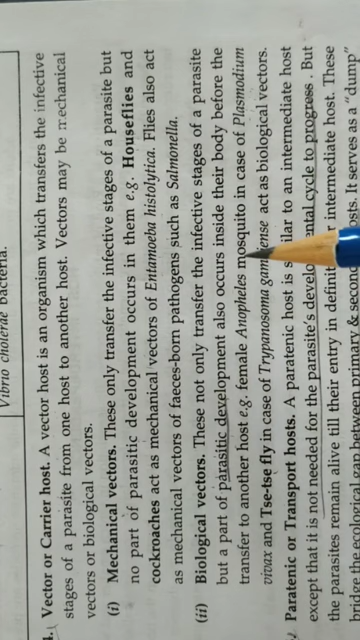 Vibrio cholerae bacteria.
Vector or Carrier host. A vector host is an organism which transfers the infective
stages of a parasite from one host to another host. Vectors may be mechanical
vectors or biological vectors.
(i) Mechanical vectors. These only transfer the infective stages of a parasite but
no part of parasitic development occurs in them e.g. Houseflies and
cockroaches act as mechanical vectors of Entamoeba histolytica. Flies also act
as mechanical vectors of faeces-born pathogens such as Salmonella.
(ii) Biological vectors. These not only transfer the infective stages of a parasite
but a part of parasitic development also occurs inside their body before the
transfer to another host e.g. female Anopheles mosquito in case of Plasmodium
vivax and Tse-tse fly in case of Trypanosoma act as biological vectors.
Paratenic or Transport hosts. A paratenic host is to an intermediate host
except that it is not needed for the parasite's cycle to progress. But
the parasites remain alive till their entry in intermediate host. These
bridge the ecological gap between primary & It serves as a "dump"